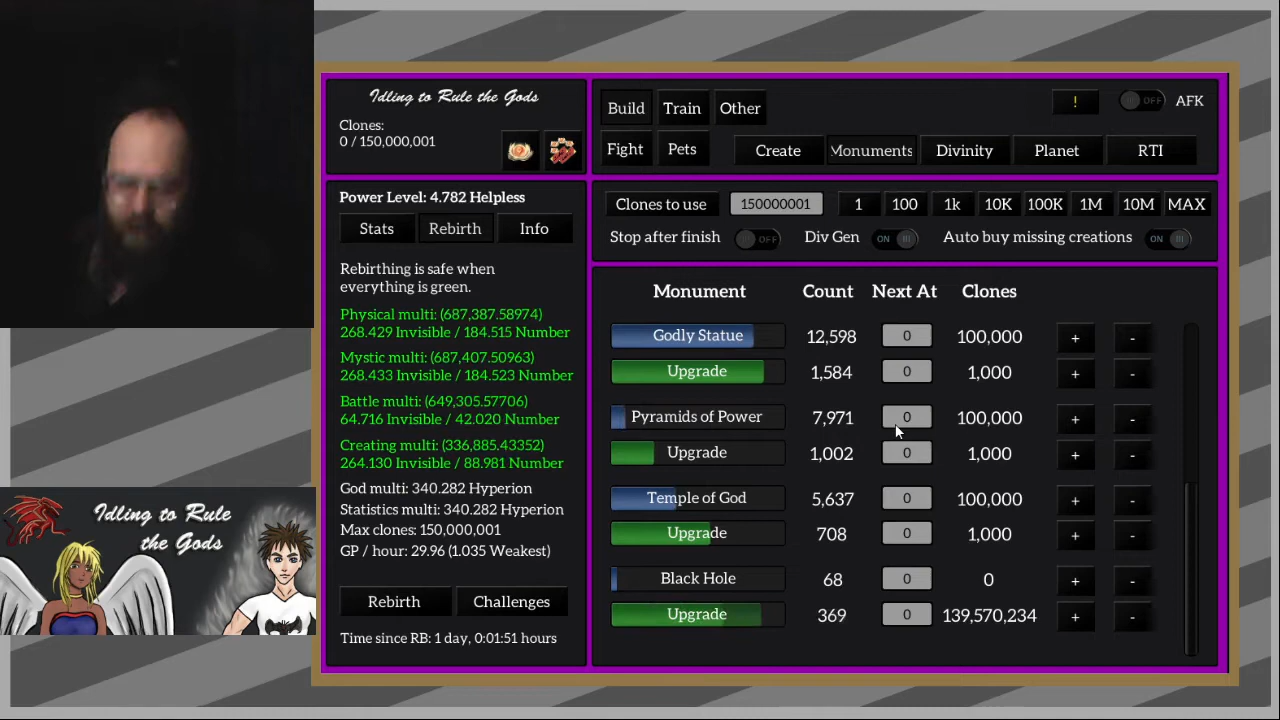 Idling to Rule the Gods
Clones:
0 / 150,000,001
Build
Train
Other
!
OFF
AFK
Fight
Pets
Create
Monuments
Divinity
Planet
RTI
Power Level: 4.782 Helpless
Stats
Rebirth
Info
Clones to use
150000001
1
100
1k
10K
100K
1M
10M
MAX
Stop after finish
OFF
Div Gen
ON
Auto buy missing creations
ON
Rebirthing is safe when
everything is green.
Physical multi: (687,387.58974)
268.429 Invisible / 184.515 Number
Mystic multi: (687,407.50963)
268.433 Invisible / 184.523 Number
Battle multi: (649,305.57706)
64.716 Invisible / 42.020 Number
Creating multi: (336,885.43352)
264.130 Invisible / 88.981 Number
God multi: 340.282 Hyperion
Statistics multi: 340.282 Hyperion
Max clones: 150,000,001
GP / hour: 29.96 (1.035 Weakest)
Rebirth
Challenges
Time since RB: 1 day, 0:01:51 hours
Monument Count Next At Clones
Godly Statue 12,598 0 100,000 + -
Upgrade 1,584 0 1,000 + -
Pyramids of Power 7,971 0 100,000 + -
Upgrade 1,002 0 1,000 + -
Temple of God 5,637 0 100,000 + -
Upgrade 708 0 1,000 + -
Black Hole 68 0 0 + -
Upgrade 369 0 139,570,234 + -
Idling to Rule
the Gods